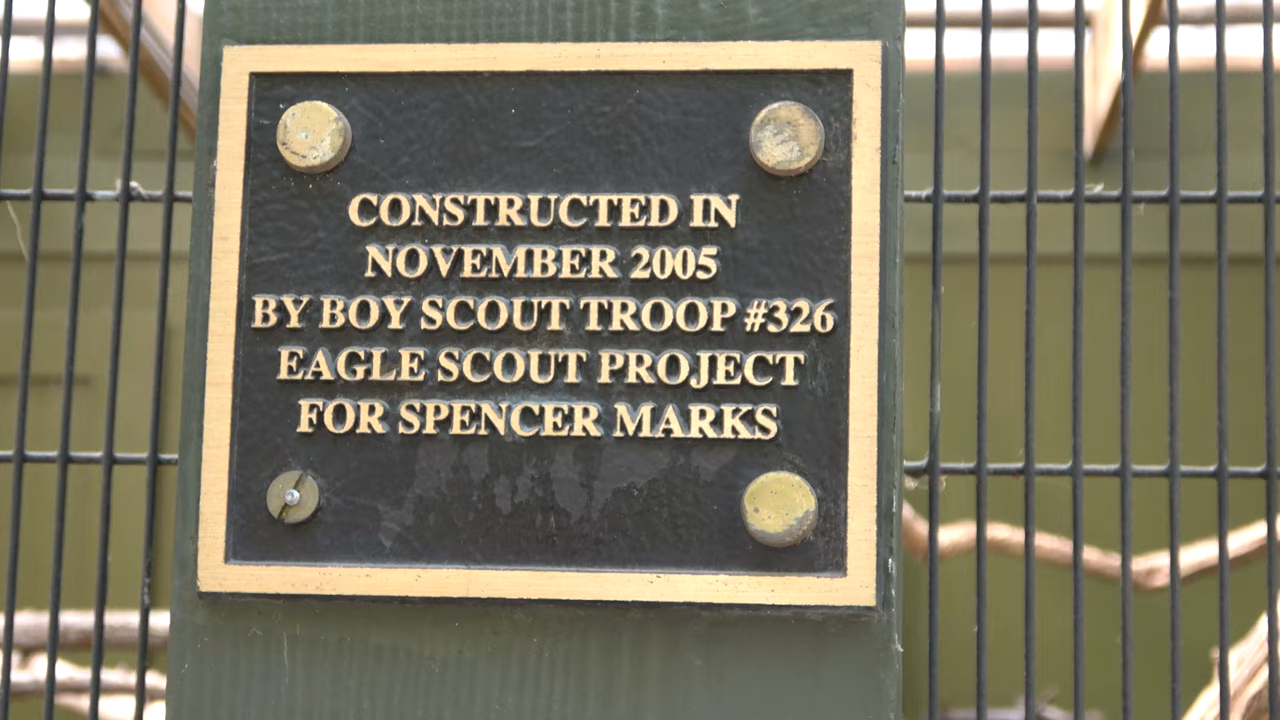 CONSTRUCTED IN
NOVEMBER 2005
BY BOY SCOUT TROOP #326
EAGLE SCOUT PROJECT
FOR SPENCER MARKS